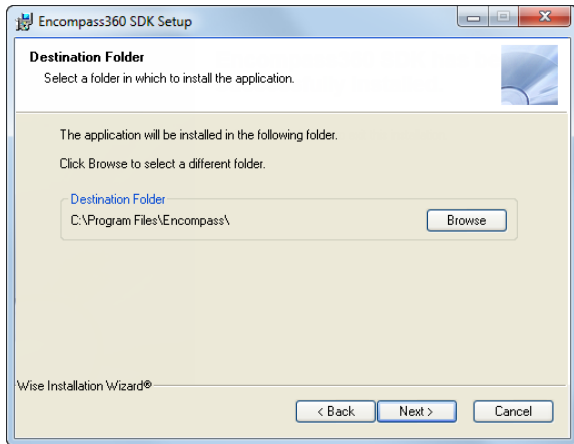 Encompass360 SDK Setup
Destination Folder
Select a folder in which to install the application.
The application will be installed in the following folder.
Click Browse to select a different folder.
Destination Folder
C:\Program Files\Encompass\
Browse
Wise Installation Wizard®
< Back
Next >
Cancel